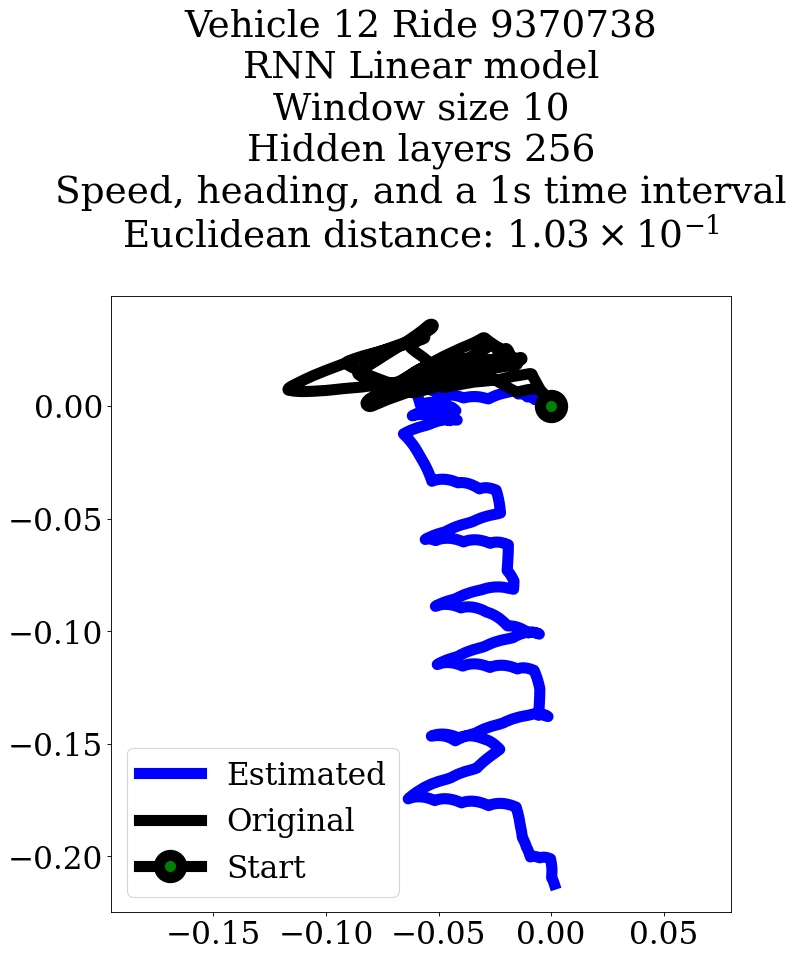 Vehicle 12 Ride 9370738
RNN Linear model
Window size 10
Hidden layers 256
Speed, heading, and a 1s time interval
Euclidean distance: 1.03 × 10⁻¹
0.00
−0.05
−0.10
−0.15
−0.20
Estimated
Original
Start
−0.15 −0.10 −0.05 0.00 0.05